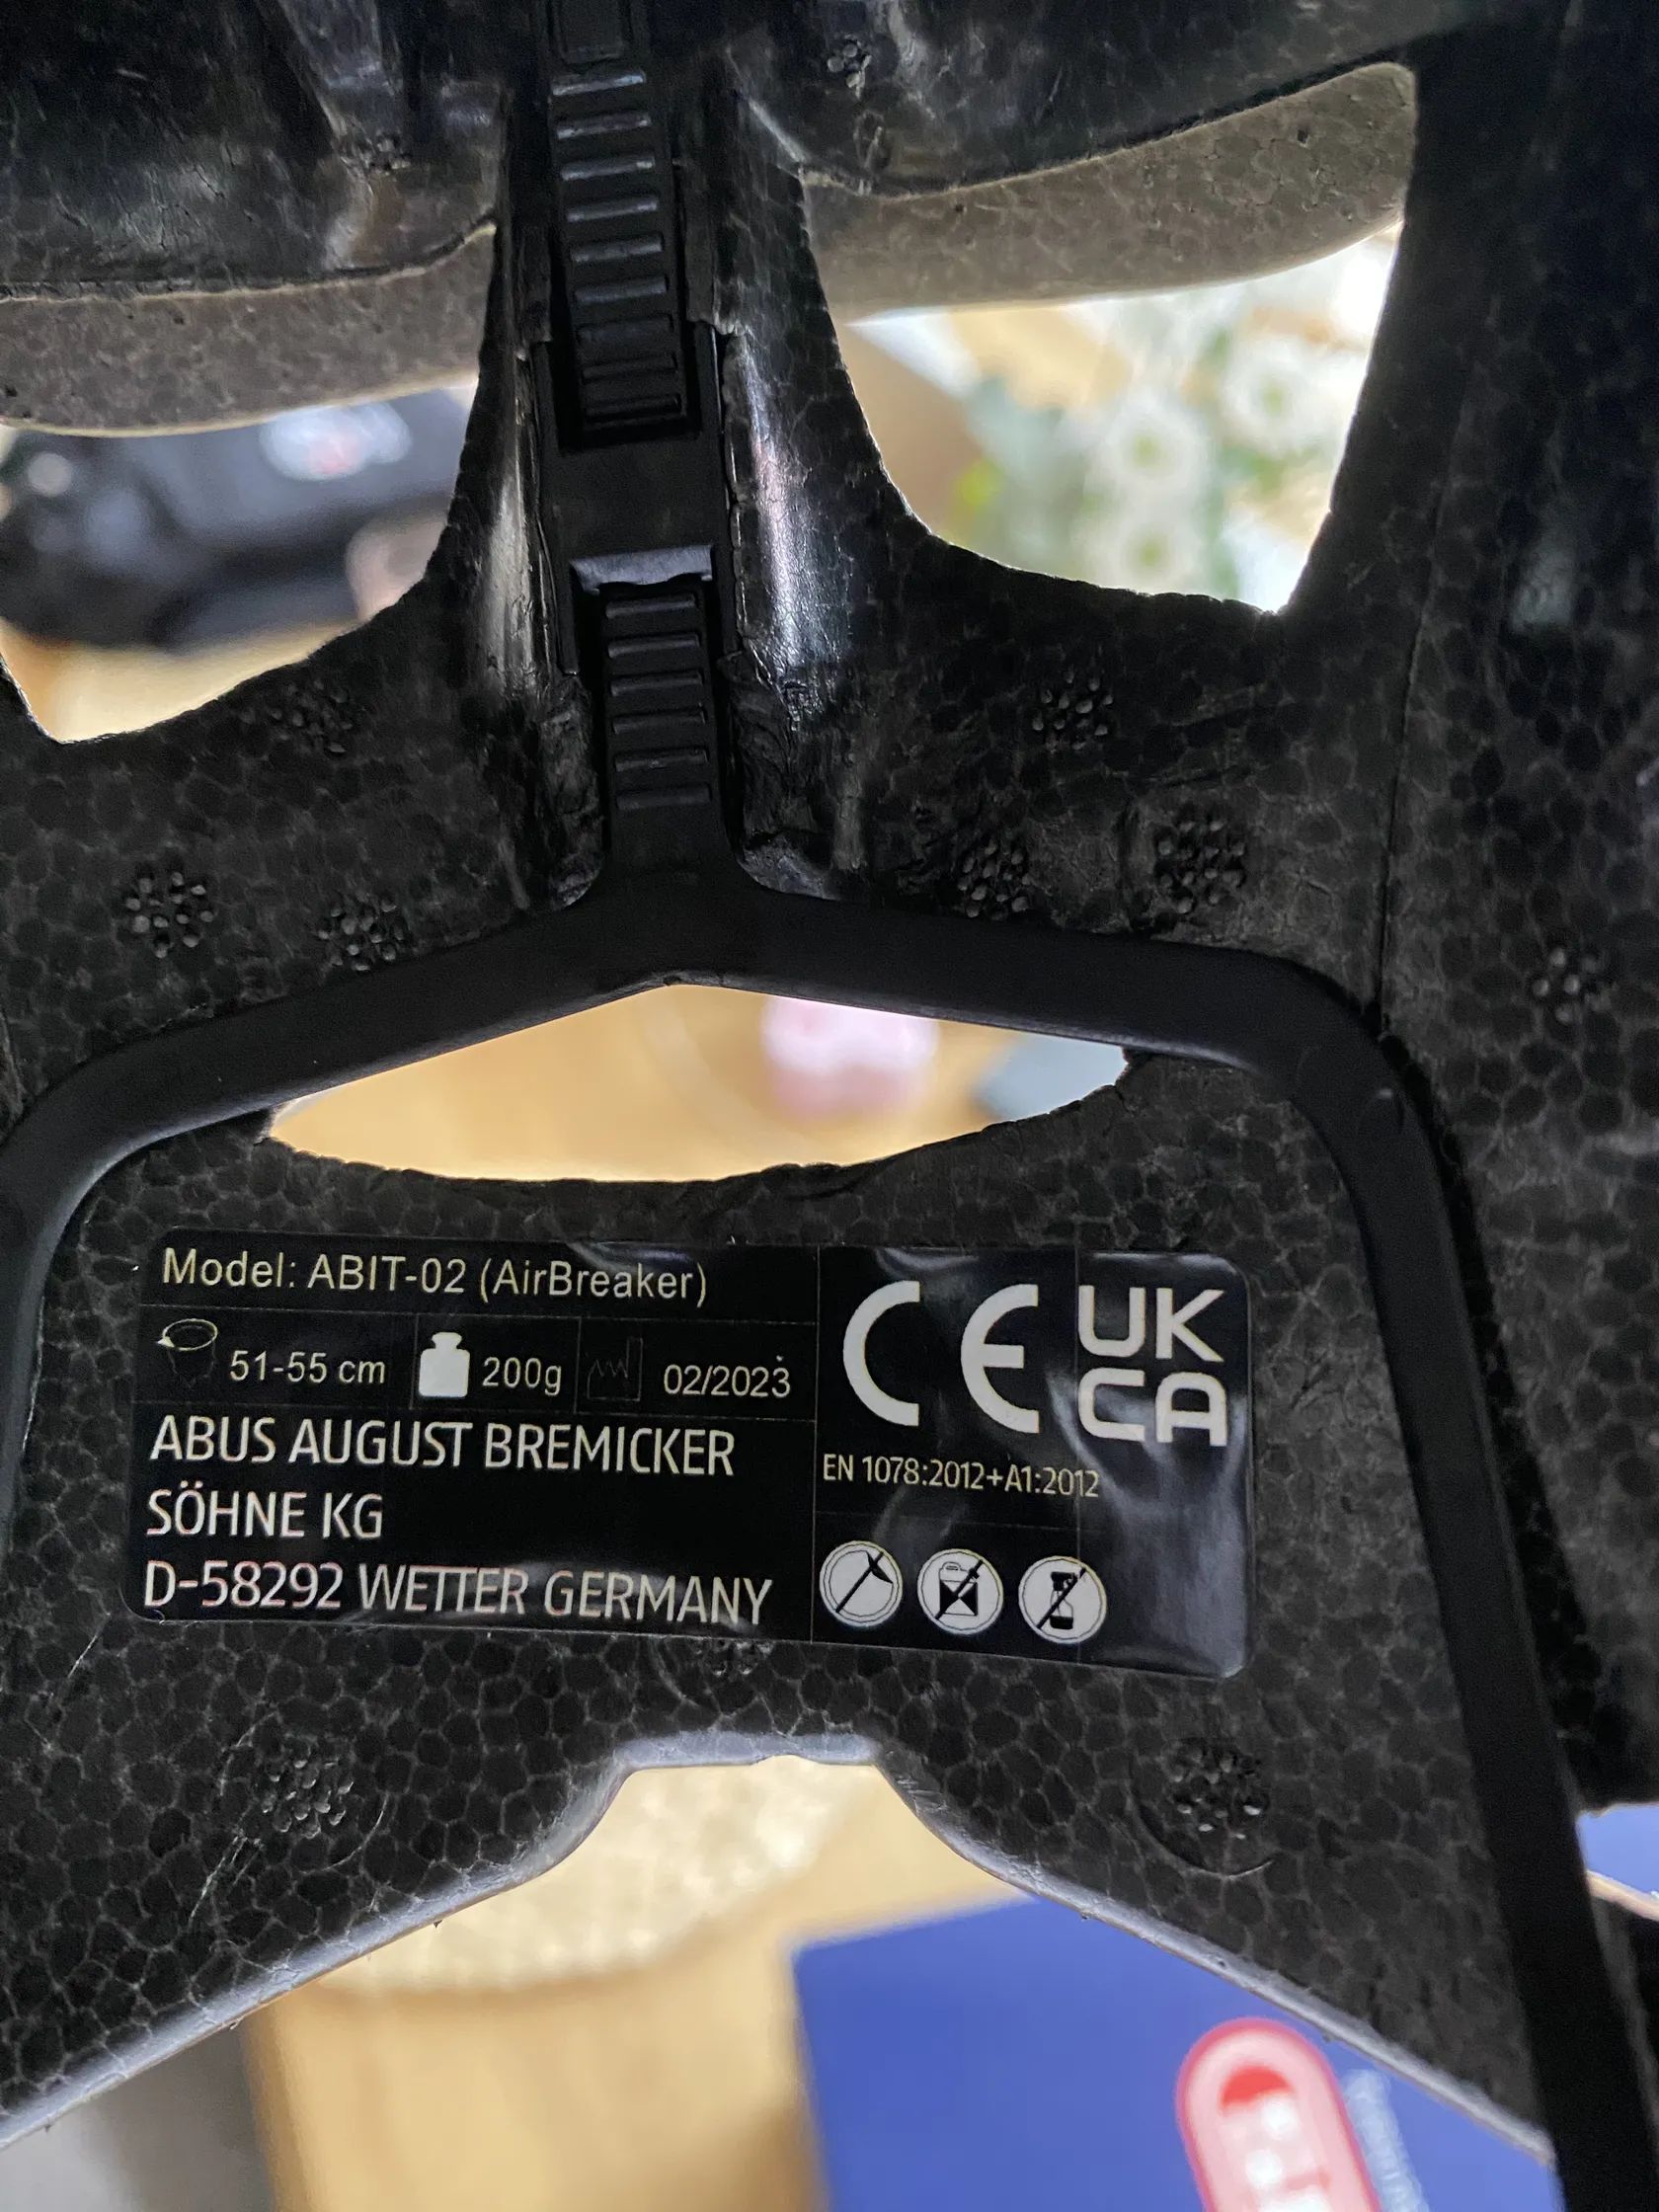 Model: ABIT-02 (AirBreaker)
51-55 cm 200g 02/2023
ABUS AUGUST BREMICKER
SÖHNE KG
D-58292 WETTER GERMANY
CE UK
CA
EN 1078:2012+A1:2012